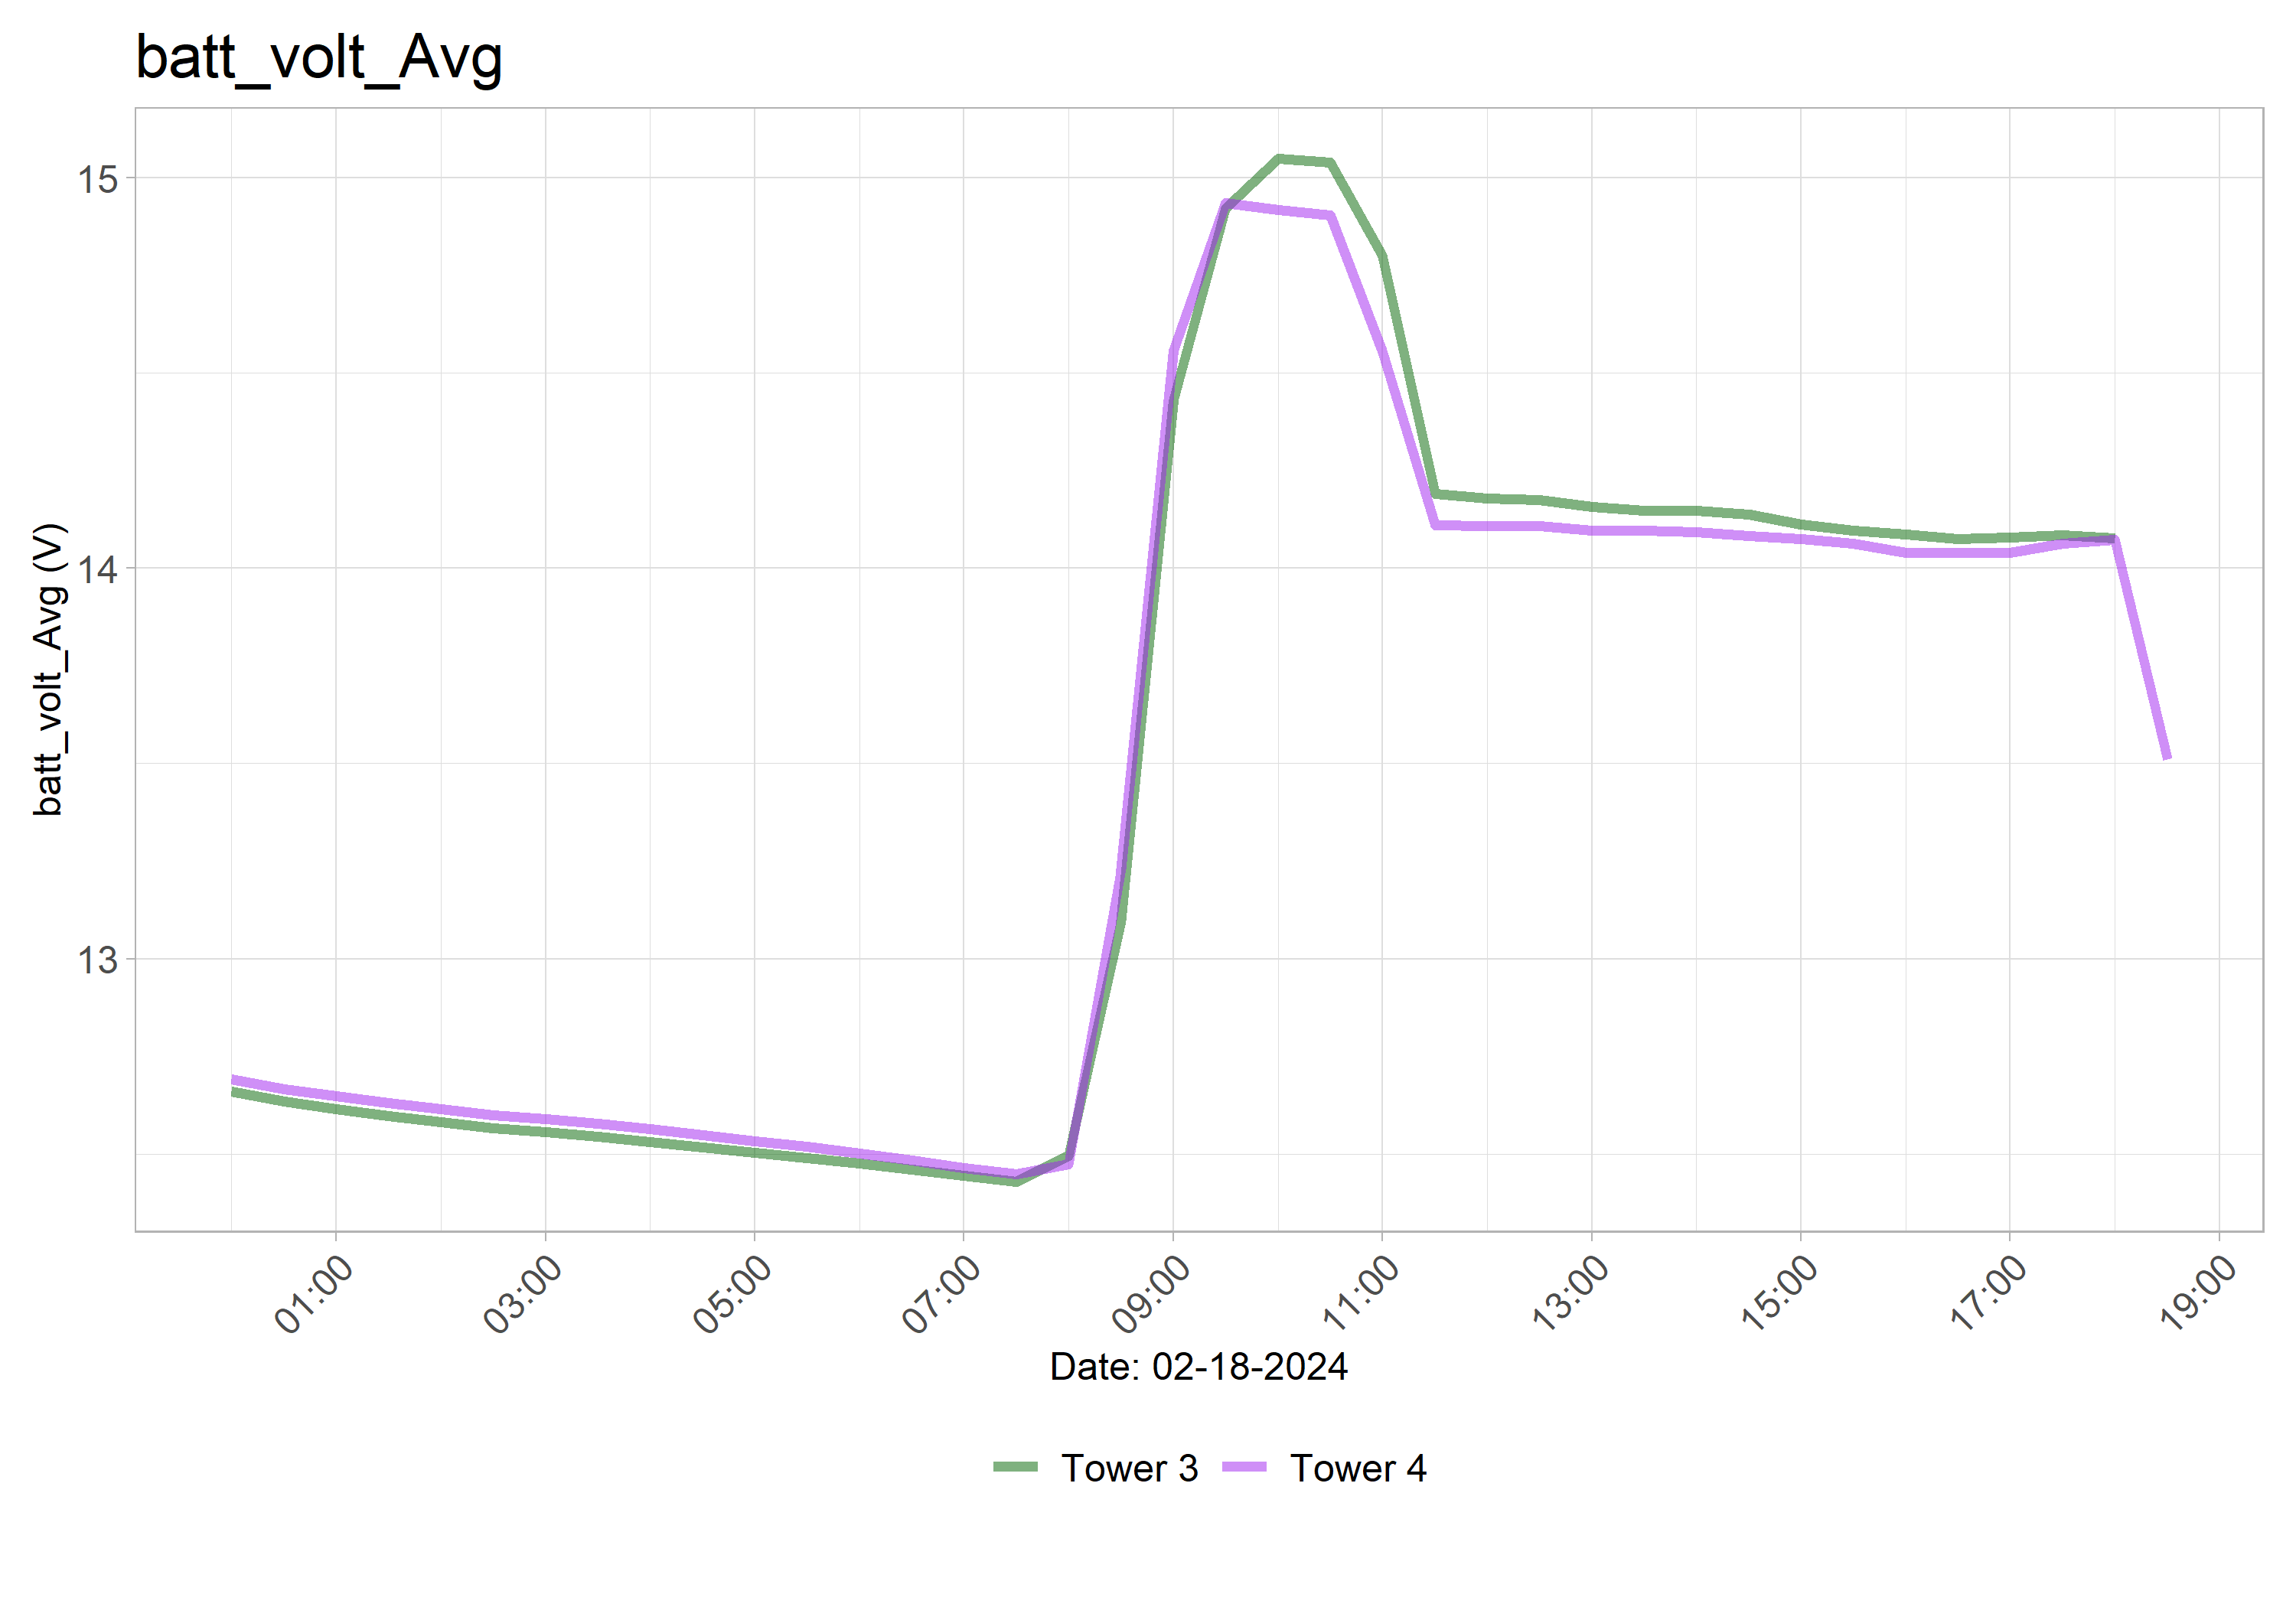 batt_volt_Avg
batt_volt_Avg (V)
15
14
13
01:00 03:00 05:00 07:00 09:00 11:00 13:00 15:00 17:00 19:00
Date: 02-18-2024
Tower 3 Tower 4